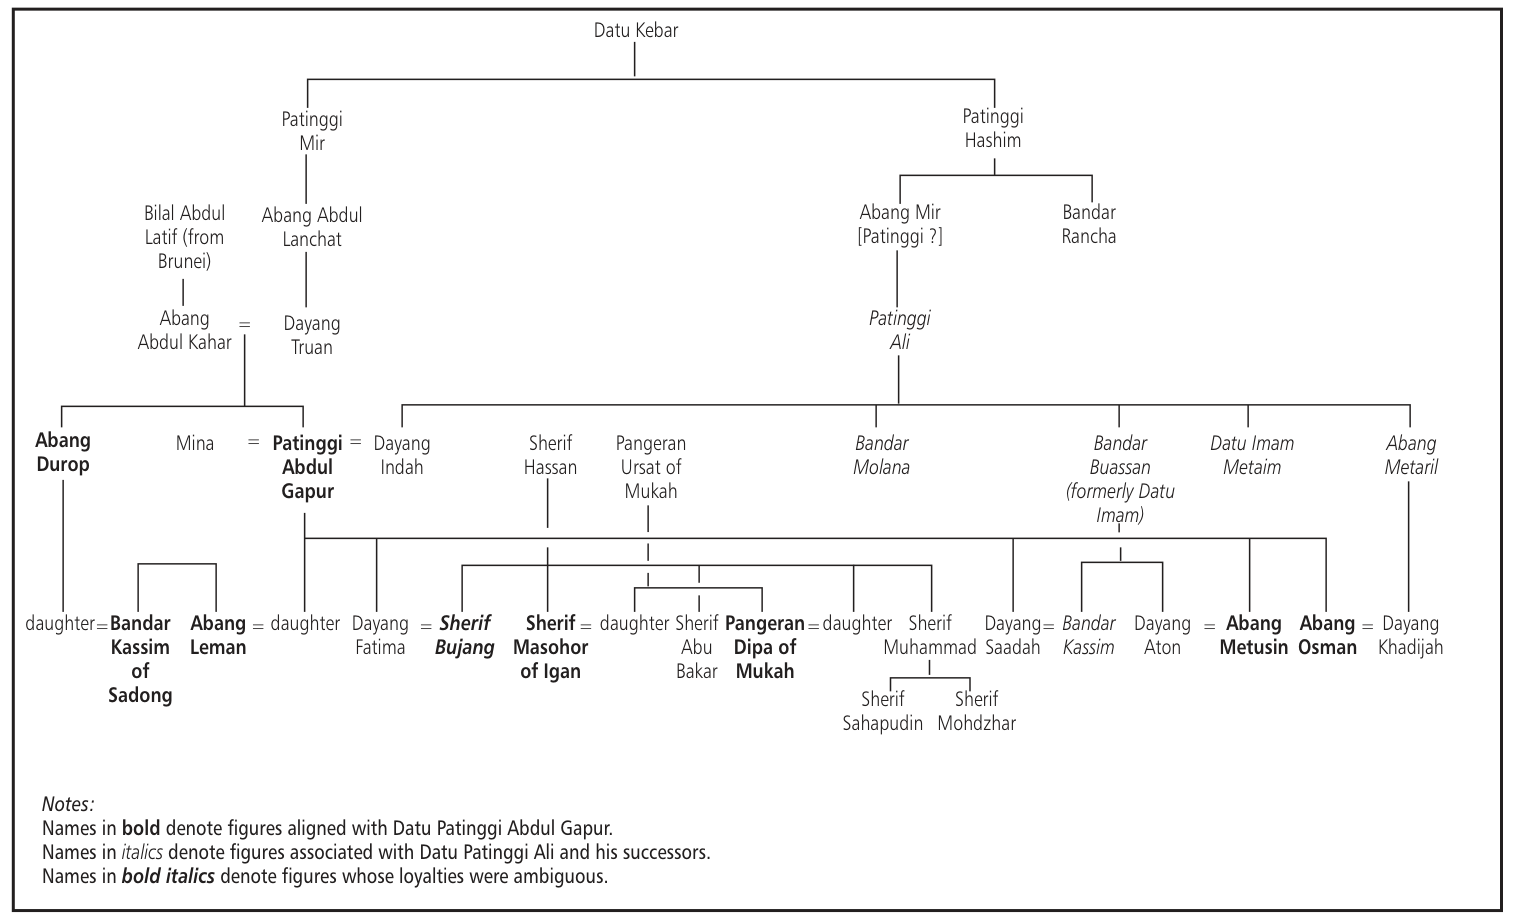 Datu Kebar
Patinggi
Mir
Patinggi
Hashim
Bilal Abdul
Latif (from
Brunei)
Abang Abdul
Lanchat
Abang Mir
[Patinggi ?]
Bandar
Rancha
Abang
Abdul Kahar
=
Dayang
Truan
Patinggi
Ali
Abang
Durop
Mina
=
Patinggi
Abdul
Gapur
=
Dayang
Indah
Sherif
Hassan
Pangeran
Ursat of
Mukah
Bandar
Molana
Bandar
Buassan
(formerly Datu
Imam)
Datu Imam
Metaim
Abang
Metaril
daughter
=
Bandar
Kassim
of
Sadong
Abang
Leman
=
daughter
Dayang
Fatima
=
Sherif
Bujang
Sherif
Masohor
of Igan
=
daughter
Sherif
Abu
Bakar
Pangeran
Dipa of
Mukah
=
daughter
Sherif
Muhammad
Dayang
Saadah
=
Bandar
Kassim
Dayang
Aton
=
Abang
Metusin
Abang
Osman
=
Dayang
Khadijah
Sherif
Sahapudin
Sherif
Mohdzhar
Notes:
Names in bold denote figures aligned with Datu Patinggi Abdul Gapur.
Names in italics denote figures associated with Datu Patinggi Ali and his successors.
Names in bold italics denote figures whose loyalties were ambiguous.